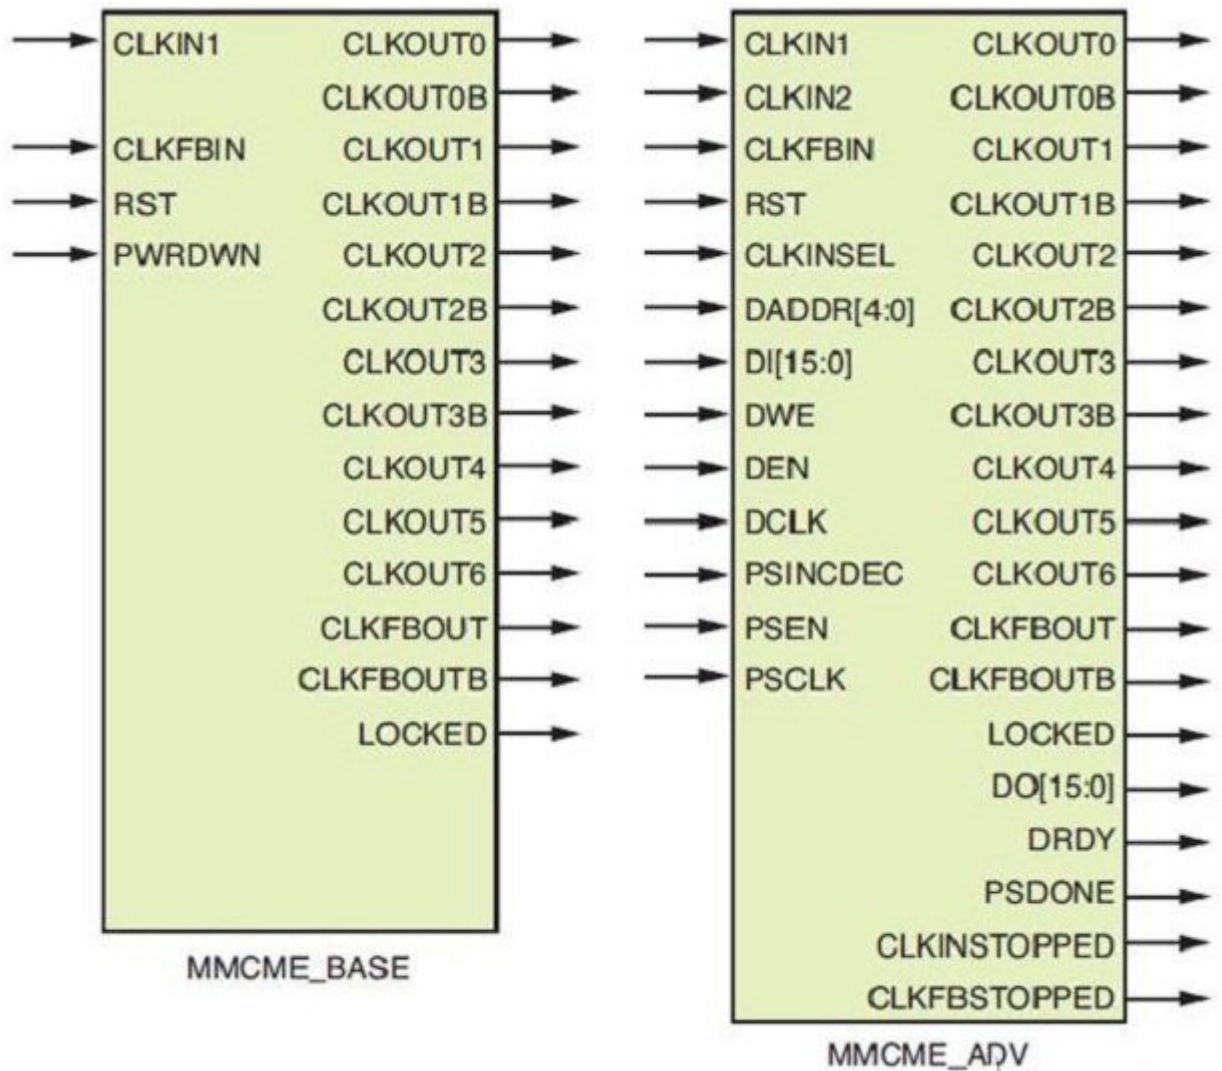 CLKIN1 CLKOUT0
CLKOUT0B
CLKFBIN CLKOUT1
RST CLKOUT1B
PWRDWN CLKOUT2
CLKOUT2B
CLKOUT3
CLKOUT3B
CLKOUT4
CLKOUT5
CLKOUT6
CLKFBOUT
CLKFBOUTB
LOCKED
MMCME_BASE
CLKIN1 CLKOUT0
CLKIN2 CLKOUT0B
CLKFBIN CLKOUT1
RST CLKOUT1B
CLKINSEL CLKOUT2
DADDR[4:0] CLKOUT2B
DI[15:0] CLKOUT3
DWE CLKOUT3B
DEN CLKOUT4
DCLK CLKOUT5
PSINCDEC CLKOUT6
PSEN CLKFBOUT
PSCLK CLKFBOUTB
LOCKED
DO[15:0]
DRDY
PSDONE
CLKINSTOPPED
CLKFBSTOPPED
MMCME_ADV